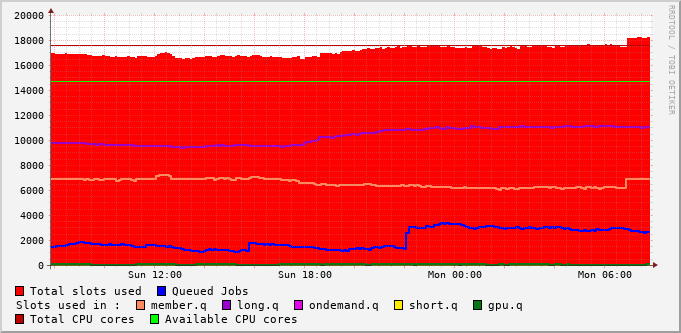 20000
18000
16000
14000
12000
10000
8000
6000
4000
2000
0
Sun 12:00 Sun 18:00 Mon 00:00 Mon 06:00
RRDTOOL / TOBI OETIKER
Total slots used Queued Jobs
Slots used in : member.q long.q ondemand.q short.q gpu.q
Total CPU cores Available CPU cores